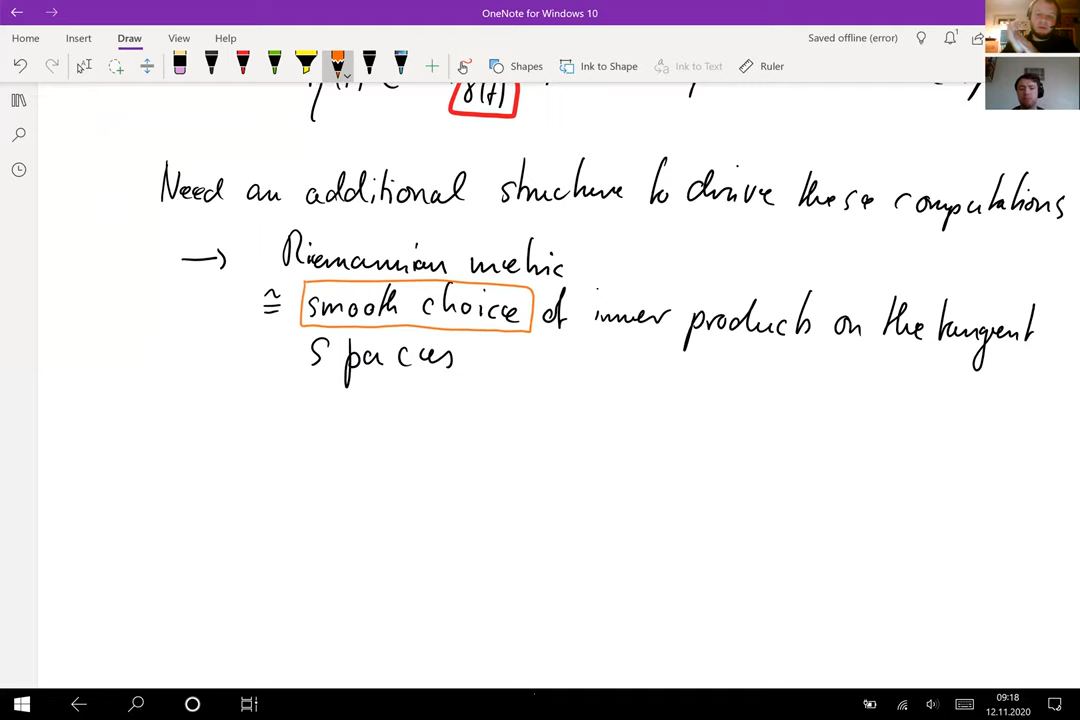 OneNote for Windows 10
Home Insert Draw View Help
Saved offline (error)
Shapes Ink to Shape Ink to Text Ruler
γ(t)
Need an additional structure to drive these computations
→ Riemannian metric
≅ smooth choice of inner products on the tangent
spaces
09:18
12.11.2020